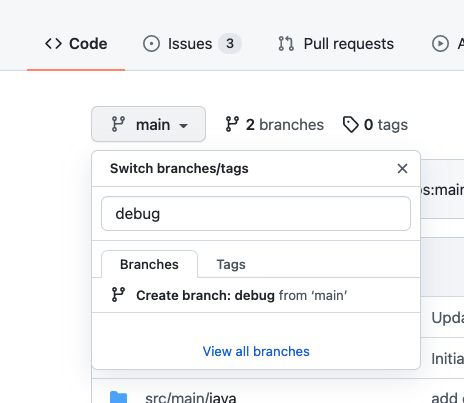 Code Issues 3 Pull requests
main 2 branches 0 tags
Switch branches/tags
debug
Branches Tags
Create branch: debug from ‘main’
View all branches
src/main/java